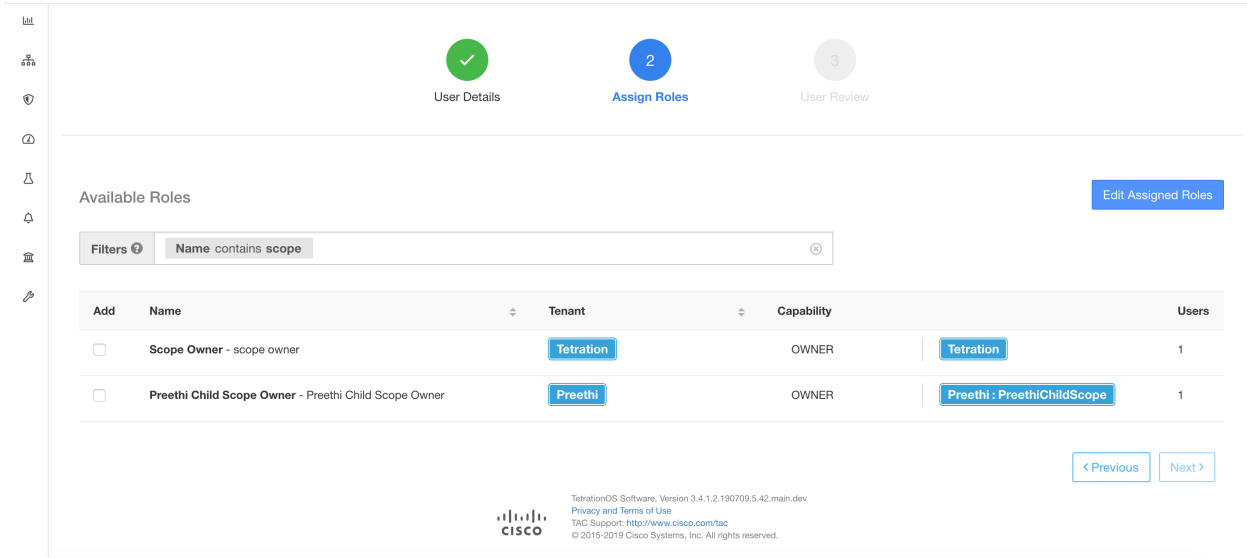 2
3
User Details
Assign Roles
User Review
Available Roles
Edit Assigned Roles
Filters ? Name contains scope
Add Name Tenant Capability Users
Scope Owner - scope owner Tetration OWNER Tetration 1
Preethi Child Scope Owner - Preethi Child Scope Owner Preethi OWNER Preethi : PreethiChildScope 1
Previous Next
TetrationOS Software, Version 3.4.1.2.190709.5.42.main.dev
Privacy and Terms of Use
TAC Support: http://www.cisco.com/tac
© 2015-2019 Cisco Systems, Inc. All rights reserved.
CISCO